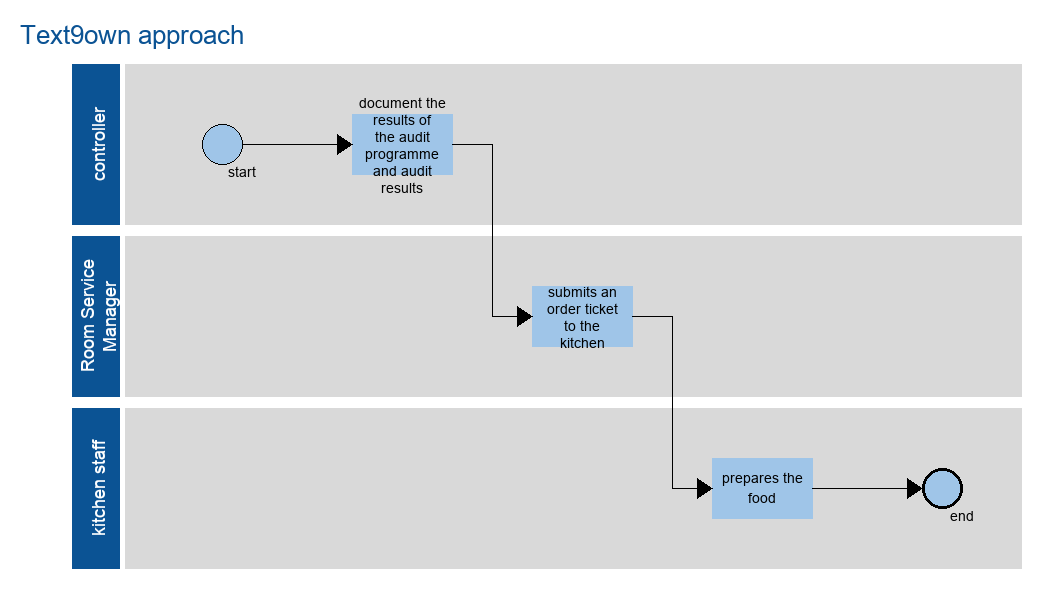 Text9own approach
controller
document the
results of
the audit
programme
and audit
results
start
Room Service
Manager
submits an
order ticket
to the
kitchen
kitchen staff
prepares the
food
end